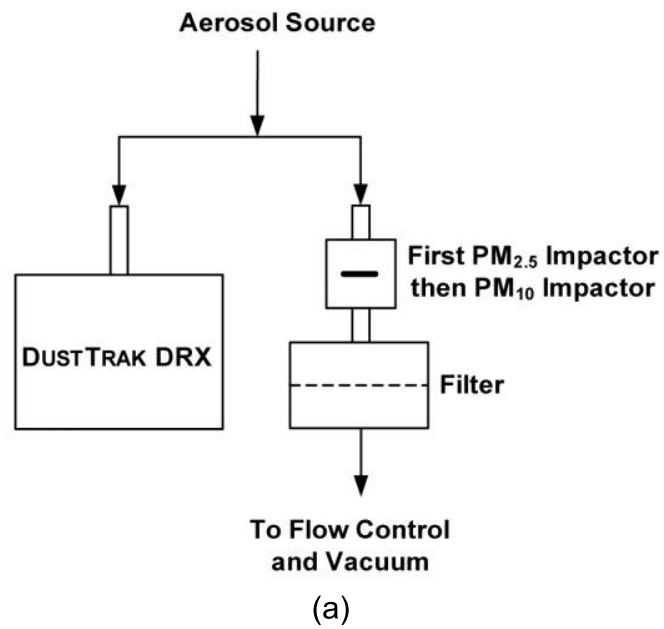 Aerosol Source
First PM2.5 Impactor
then PM10 Impactor
DUSTTRAK DRX
Filter
To Flow Control
and Vacuum
(a)